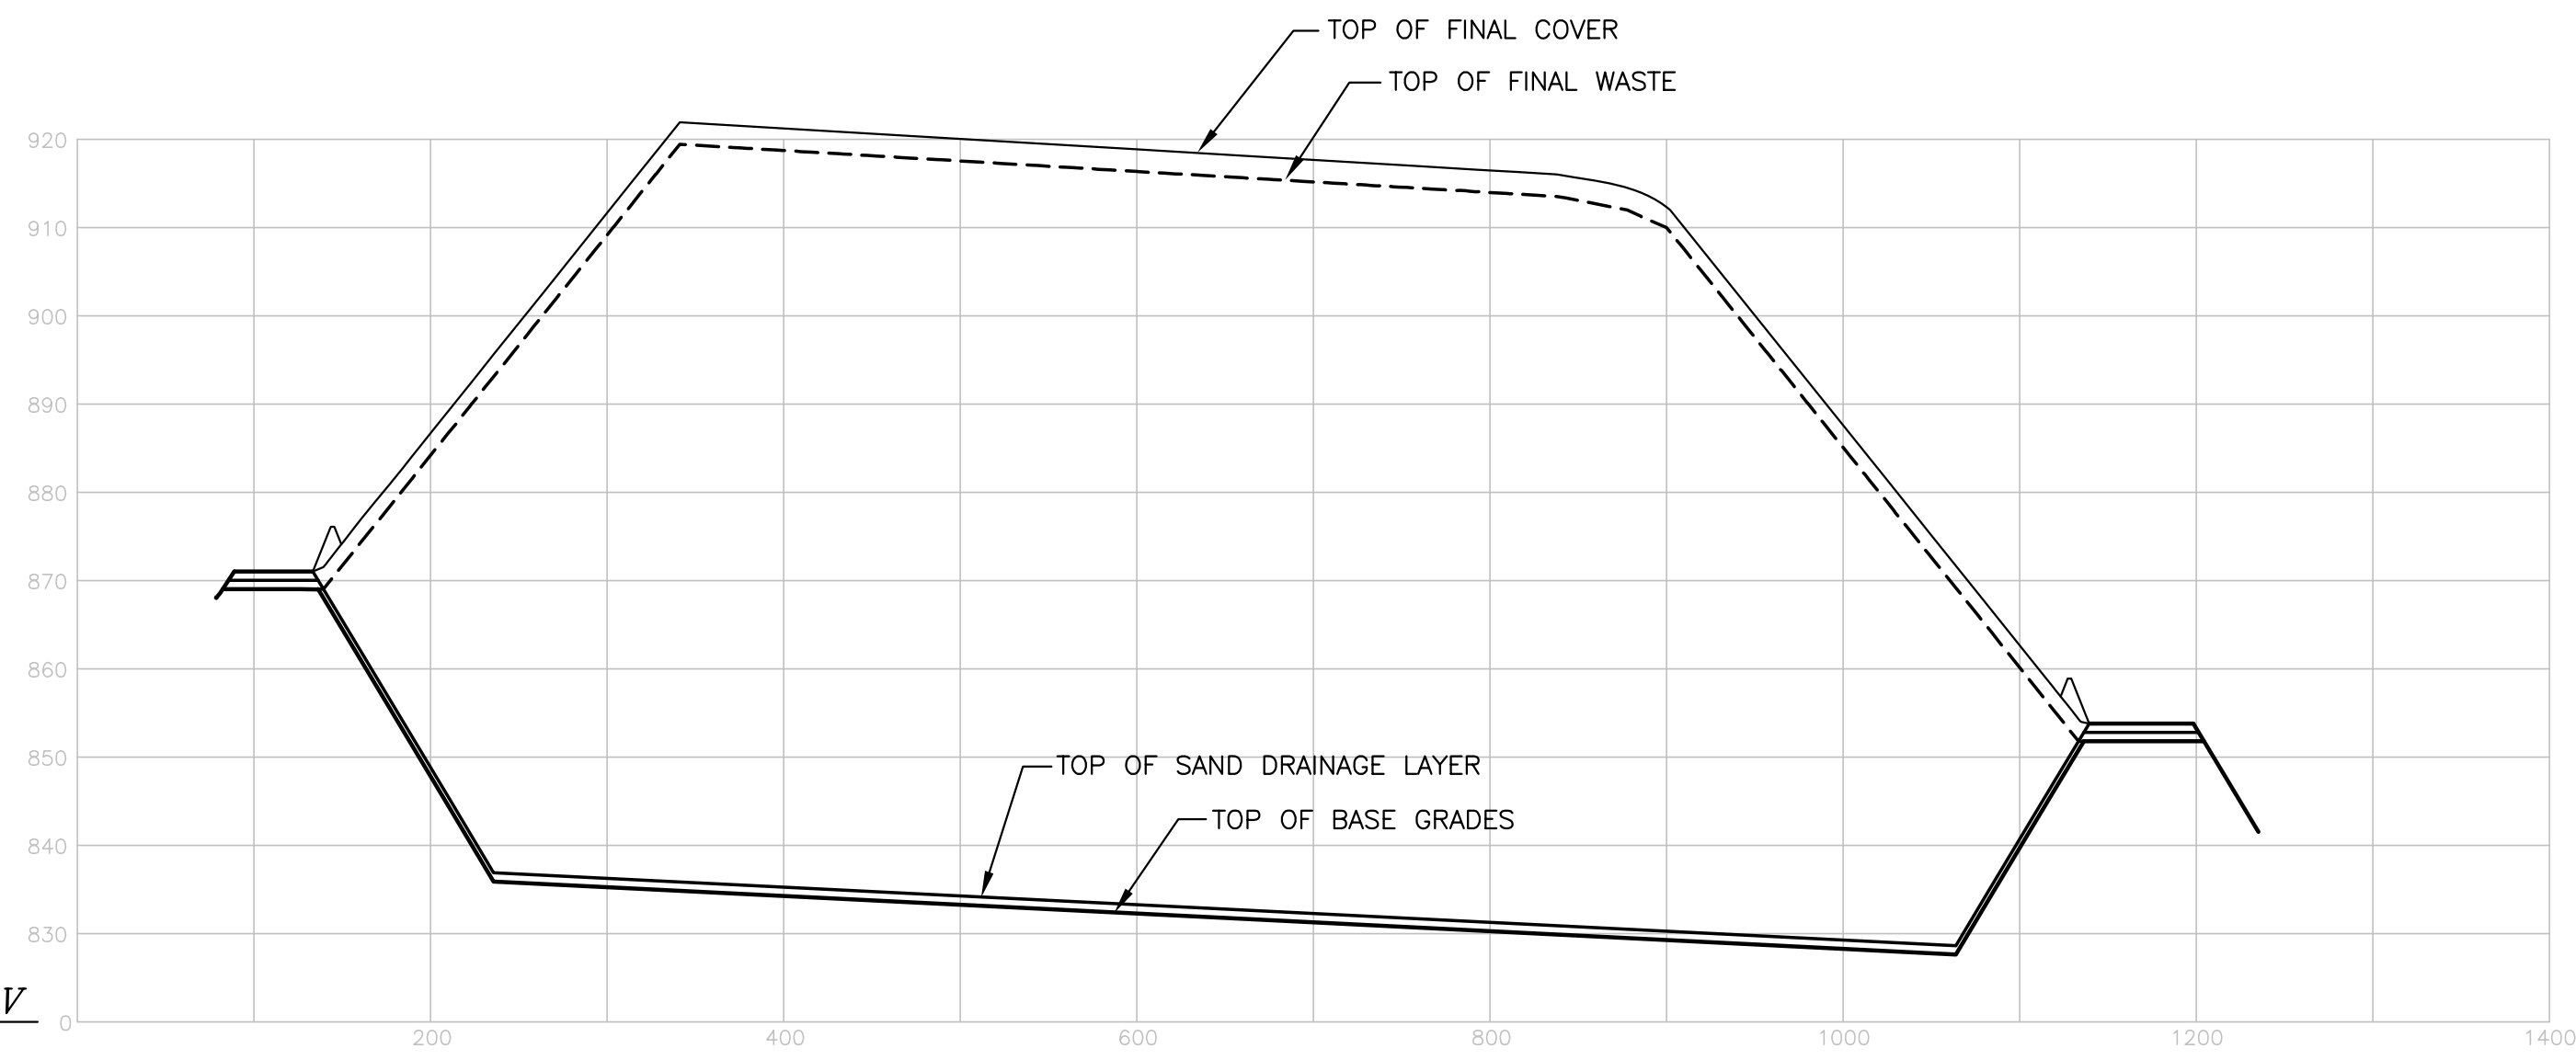 TOP OF FINAL COVER
TOP OF FINAL WASTE
920
910
900
890
880
870
860
850
TOP OF SAND DRAINAGE LAYER
TOP OF BASE GRADES
840
830
V
0
200 400 600 800 1000 1200 1400